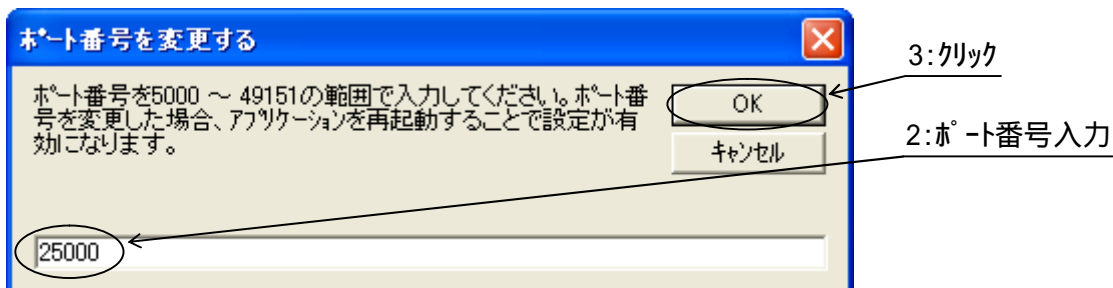 ﾎﾟｰﾄ番号を変更する
3:ｸﾘｯｸ
ﾎﾟｰﾄ番号を5000 ～ 49151の範囲で入力してください。ﾎﾟｰﾄ番
号を変更した場合、ｱﾌﾟﾘｹｰｼｮﾝを再起動することで設定が有
効になります。
OK
ｷｬﾝｾﾙ
2:ﾎﾟｰﾄ番号入力
25000